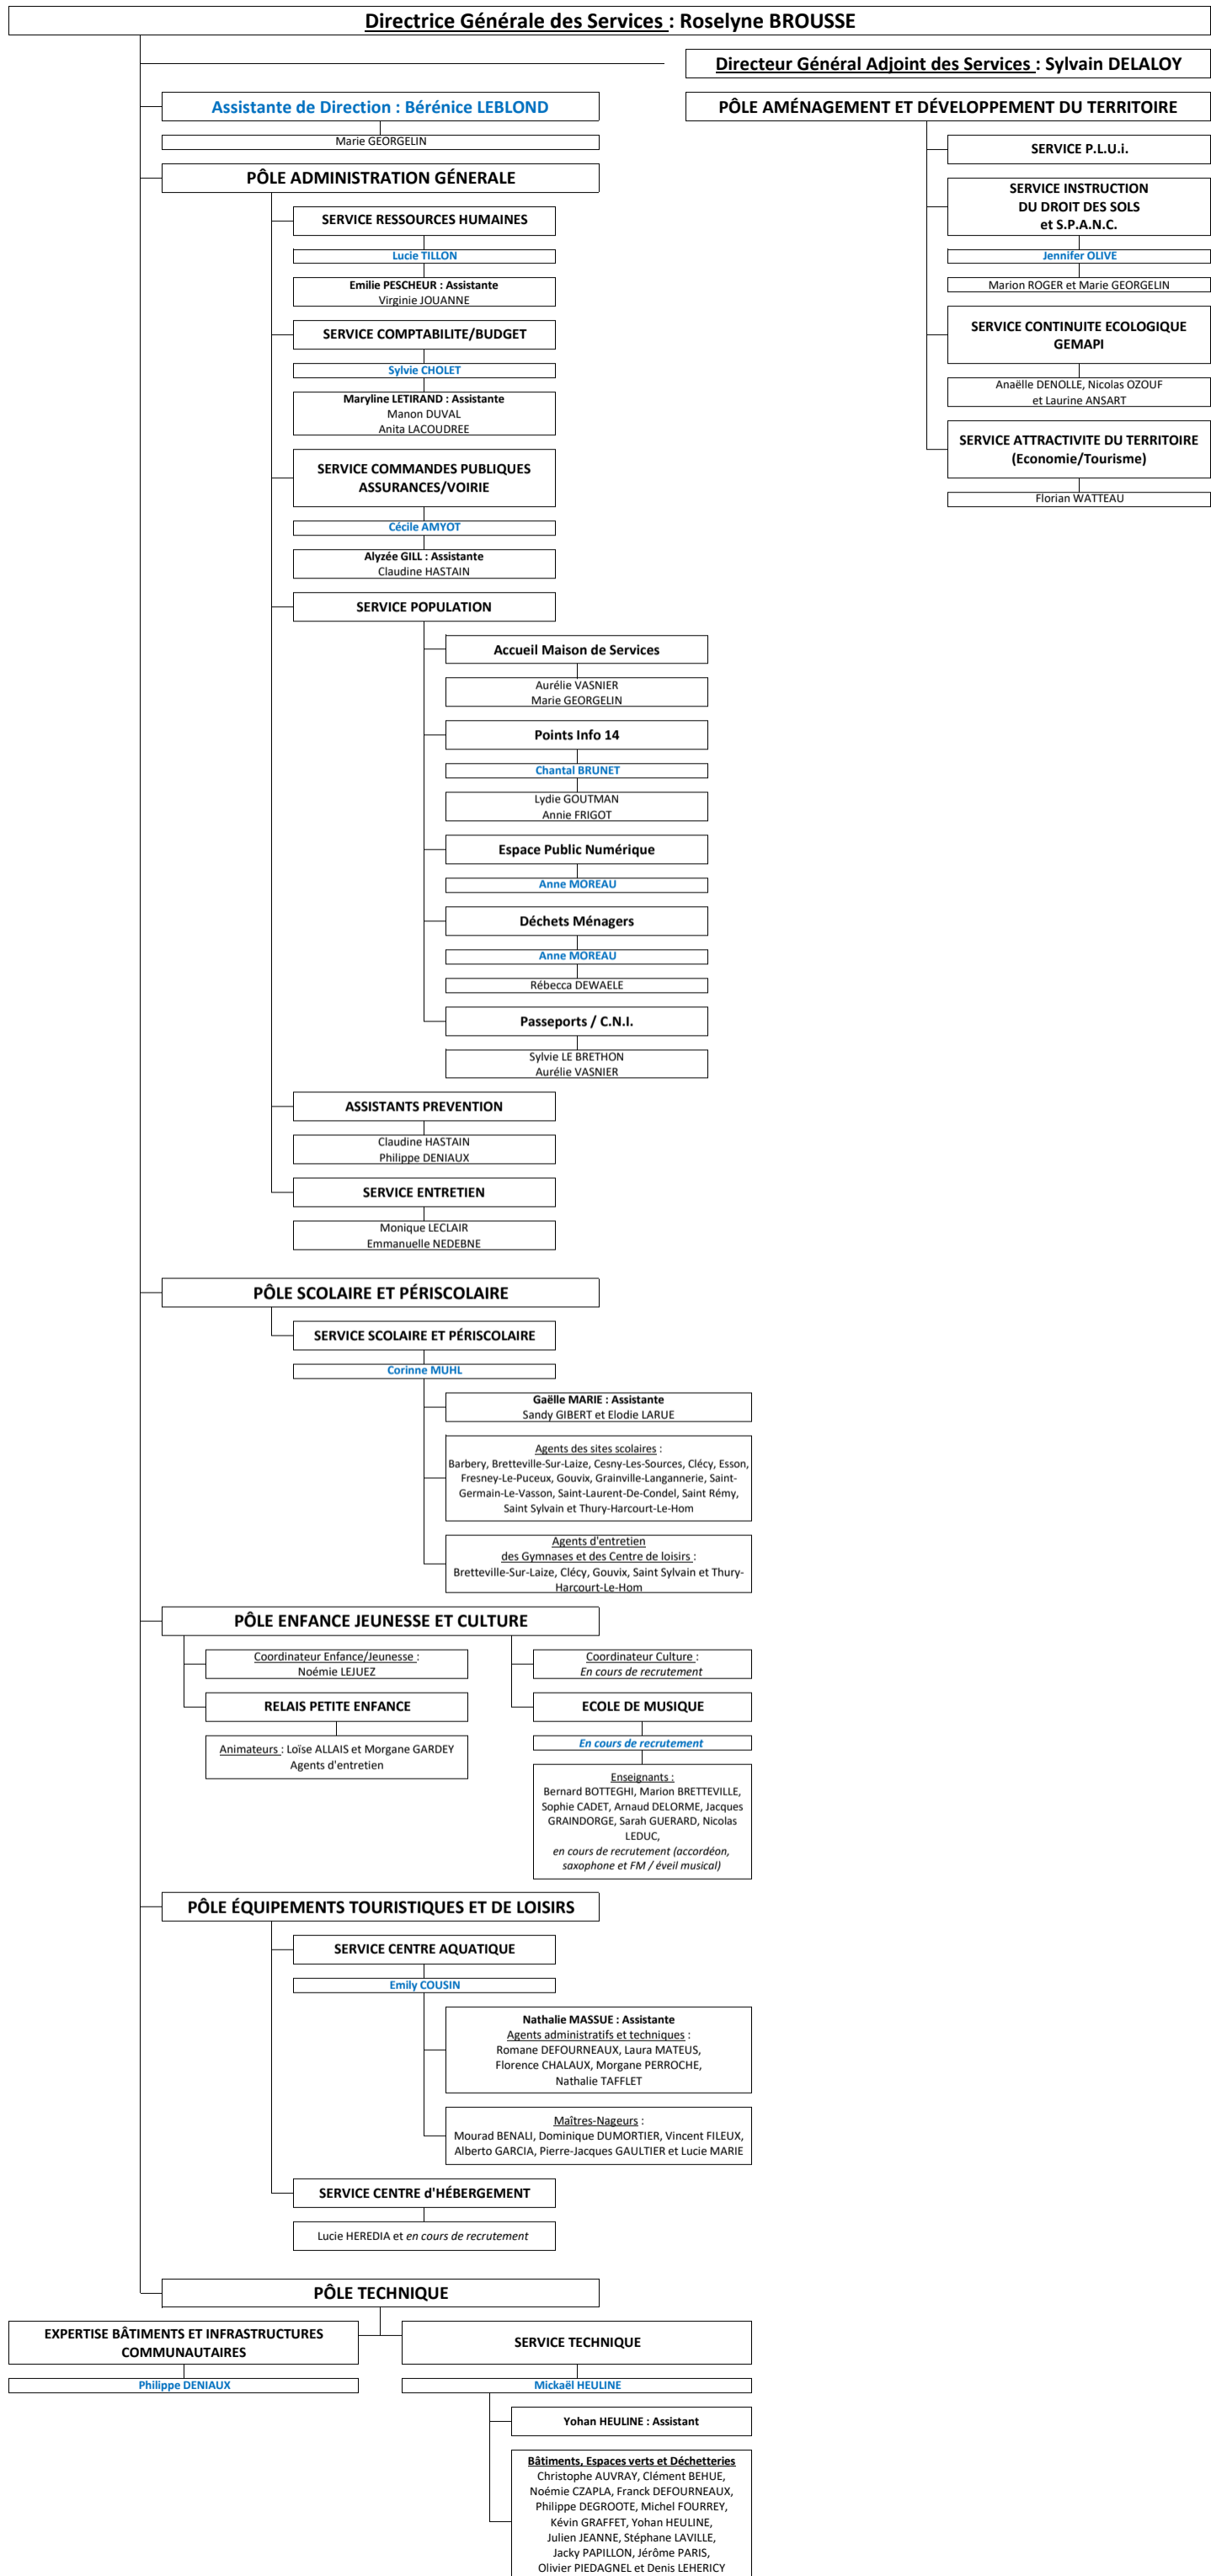 Directrice Générale des Services : Roselyne BROUSSE
Directeur Général Adjoint des Services : Sylvain DELALOY
Assistante de Direction : Bérénice LEBLOND
Marie GEORGELIN
PÔLE AMÉNAGEMENT ET DÉVELOPPEMENT DU TERRITOIRE
SERVICE P.L.U.i.
SERVICE INSTRUCTION
DU DROIT DES SOLS
et S.P.A.N.C.
Jennifer OLIVE
Marion ROGER et Marie GEORGELIN
SERVICE CONTINUITE ECOLOGIQUE
GEMAPI
Anaëlle DENOLLE, Nicolas OZOUF
et Laurine ANSART
SERVICE ATTRACTIVITE DU TERRITOIRE
(Economie/Tourisme)
Florian WATTEAU
PÔLE ADMINISTRATION GÉNERALE
SERVICE RESSOURCES HUMAINES
Lucie TILLON
Emilie PESCHEUR : Assistante
Virginie JOUANNE
SERVICE COMPTABILITE/BUDGET
Sylvie CHOLET
Maryline LETIRAND : Assistante
Manon DUVAL
Anita LACOUDREE
SERVICE COMMANDES PUBLIQUES
ASSURANCES/VOIRIE
Cécile AMYOT
Alyzée GILL : Assistante
Claudine HASTAIN
SERVICE POPULATION
Accueil Maison de Services
Aurélie VASNIER
Marie GEORGELIN
Points Info 14
Chantal BRUNET
Lydie GOUTMAN
Annie FRIGOT
Espace Public Numérique
Anne MOREAU
Déchets Ménagers
Anne MOREAU
Rébecca DEWAELE
Passeports / C.N.I.
Sylvie LE BRETHON
Aurélie VASNIER
ASSISTANTS PREVENTION
Claudine HASTAIN
Philippe DENIAUX
SERVICE ENTRETIEN
Monique LECLAIR
Emmanuelle NEDEBNE
PÔLE SCOLAIRE ET PÉRISCOLAIRE
SERVICE SCOLAIRE ET PÉRISCOLAIRE
Corinne MUHL
Gaëlle MARIE : Assistante
Sandy GIBERT et Elodie LARUE
Agents des sites scolaires :
Barbery, Bretteville-Sur-Laize, Cesny-Les-Sources, Clécy, Esson,
Fresney-Le-Puceux, Gouvix, Grainville-Langannerie, Saint-
Germain-Le-Vasson, Saint-Laurent-De-Condel, Saint Rémy,
Saint Sylvain et Thury-Harcourt-Le-Hom
Agents d'entretien
des Gymnases et des Centre de loisirs :
Bretteville-Sur-Laize, Clécy, Gouvix, Saint Sylvain et Thury-
Harcourt-Le-Hom
PÔLE ENFANCE JEUNESSE ET CULTURE
Coordinateur Enfance/Jeunesse :
Noémie LEJUEZ
RELAIS PETITE ENFANCE
Animateurs : Loïse ALLAIS et Morgane GARDEY
Agents d'entretien
Coordinateur Culture :
En cours de recrutement
ECOLE DE MUSIQUE
En cours de recrutement
Enseignants :
Bernard BOTTEGHI, Marion BRETTEVILLE,
Sophie CADET, Arnaud DELORME, Jacques
GRAINDORGE, Sarah GUERARD, Nicolas
LEDUC,
en cours de recrutement (accordéon,
saxophone et FM / éveil musical)
PÔLE ÉQUIPEMENTS TOURISTIQUES ET DE LOISIRS
SERVICE CENTRE AQUATIQUE
Emily COUSIN
Nathalie MASSUE : Assistante
Agents administratifs et techniques :
Romane DEFOURNEAUX, Laura MATEUS,
Florence CHALAUX, Morgane PERROCHE,
Nathalie TAFFLET
Maîtres-Nageurs :
Mourad BENALI, Dominique DUMORTIER, Vincent FILEUX,
Alberto GARCIA, Pierre-Jacques GAULTIER et Lucie MARIE
SERVICE CENTRE d'HÉBERGEMENT
Lucie HEREDIA et en cours de recrutement
PÔLE TECHNIQUE
EXPERTISE BÂTIMENTS ET INFRASTRUCTURES
COMMUNAUTAIRES
Philippe DENIAUX
SERVICE TECHNIQUE
Mickaël HEULINE
Yohan HEULINE : Assistant
Bâtiments, Espaces verts et Déchetteries
Christophe AUVRAY, Clément BEHUE,
Noémie CZAPLA, Franck DEFOURNEAUX,
Philippe DEGROOTE, Michel FOURREY,
Kévin GRAFFET, Yohan HEULINE,
Julien JEANNE, Stéphane LAVILLE,
Jacky PAPILLON, Jérôme PARIS,
Olivier PIEDAGNEL et Denis LEHERICY